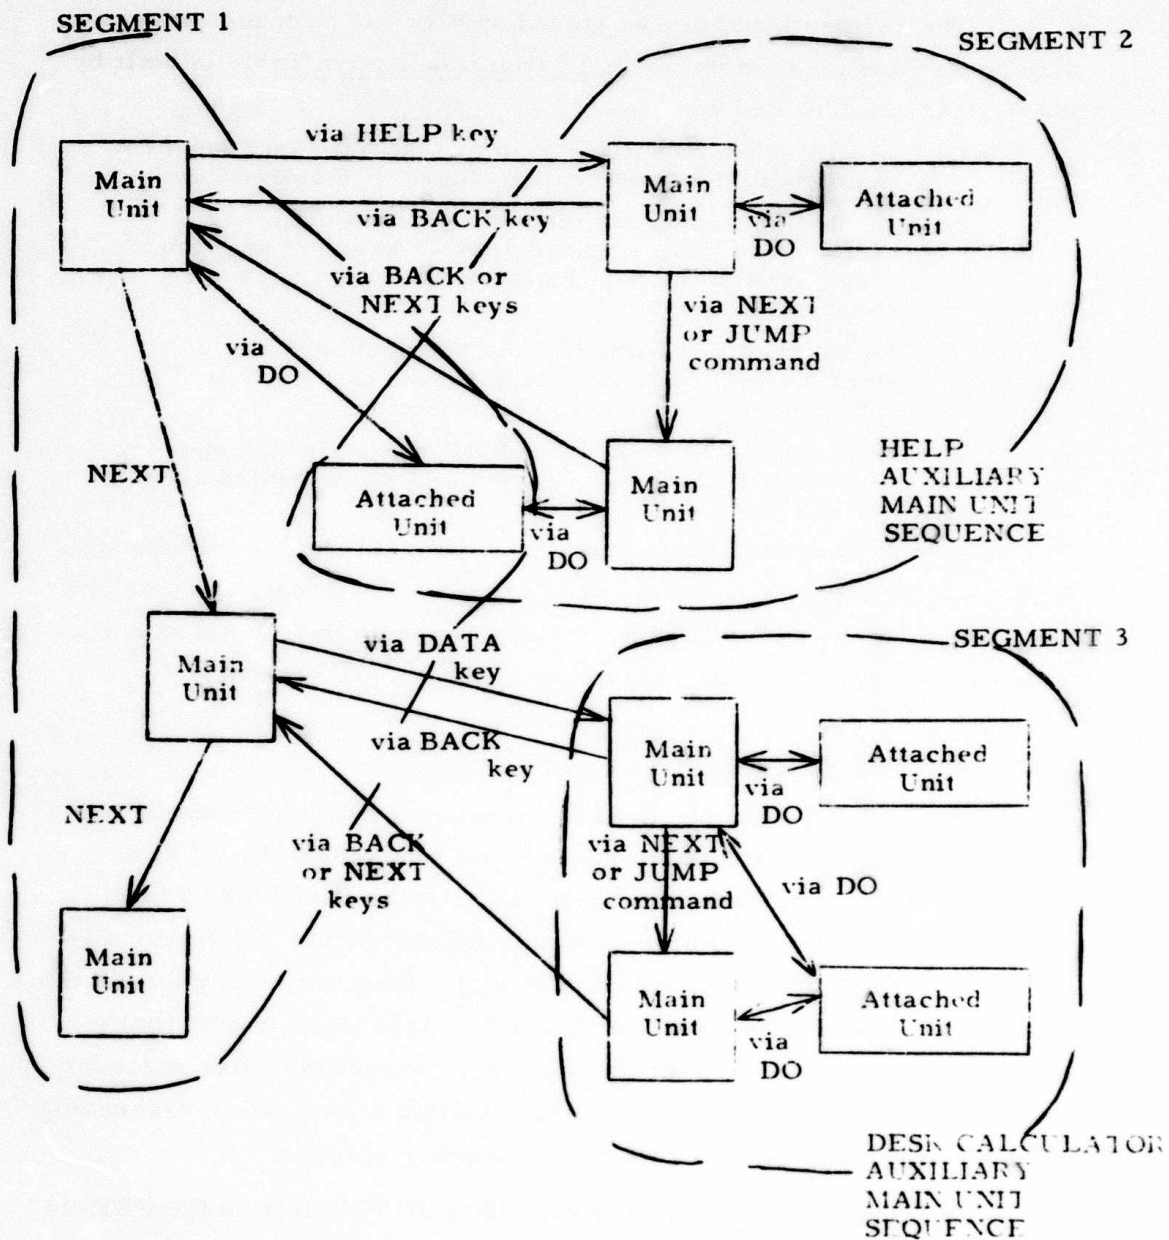 SEGMENT 1
SEGMENT 2
via HELP key
Main
Unit
via BACK key
Main
Unit
via
DO
Attached
Unit
via BACK or
NEXT keys
via NEXT
or JUMP
command
via
DO
NEXT
Attached
Unit
via
DO
Main
Unit
HELP
AUXILIARY
MAIN UNIT
SEQUENCE
SEGMENT 3
Main
Unit
via DATA
key
via BACK
key
Main
Unit
via
DO
Attached
Unit
NEXT
via BACK
or NEXT
keys
via NEXT
or JUMP
command
via DO
Main
Unit
Main
Unit
via
DO
Attached
Unit
DESK CALCULATOR
AUXILIARY
MAIN UNIT
SEQUENCE